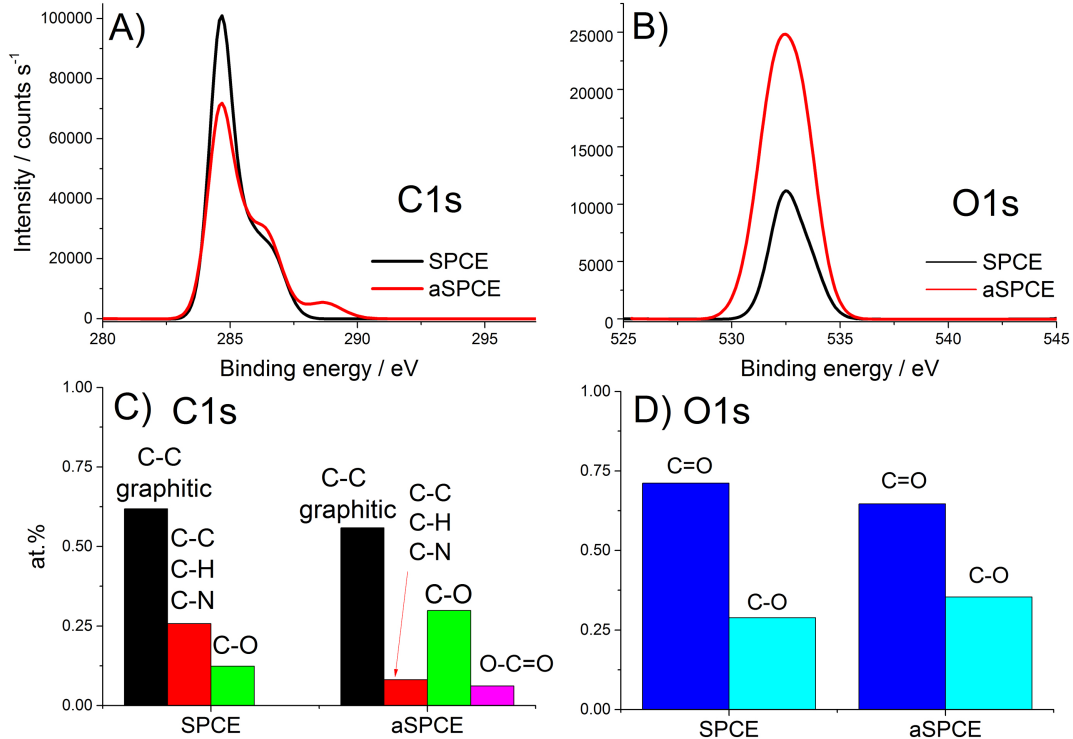 A)
100000
80000
60000
40000
20000
0
Intensity / counts s⁻¹
C1s
SPCE
aSPCE
280
285
290
295
Binding energy / eV
B)
25000
20000
15000
10000
5000
0
O1s
SPCE
aSPCE
525
530
535
540
545
Binding energy / eV
C) C1s
1.00
0.75
0.50
0.25
0.00
at.%
C-C
graphitic
C-C
C-H
C-N
C-O
C-C
graphitic
C-C
C-H
C-N
C-O
O-C=O
SPCE
aSPCE
D) O1s
1.00
0.75
0.50
0.25
0.00
C=O
C-O
C=O
C-O
SPCE
aSPCE